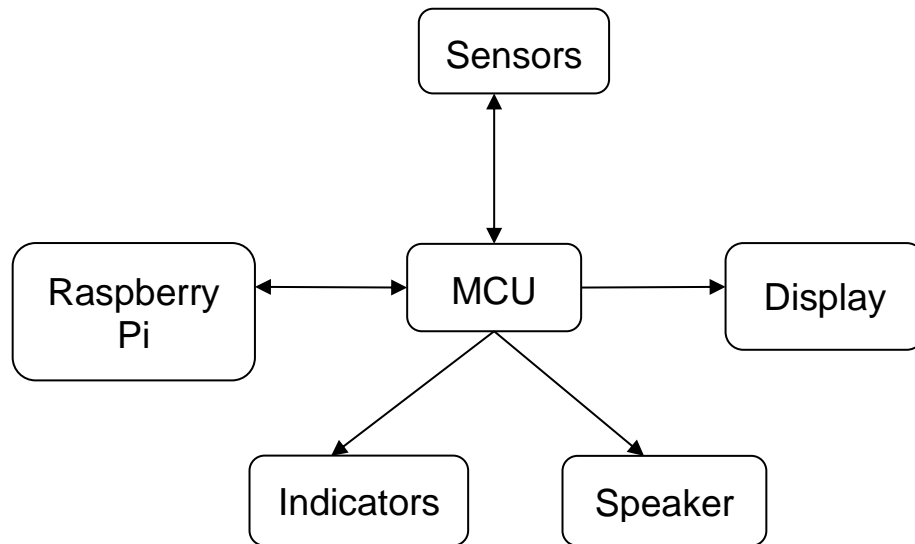 Sensors
Raspberry
Pi
MCU
Display
Indicators
Speaker